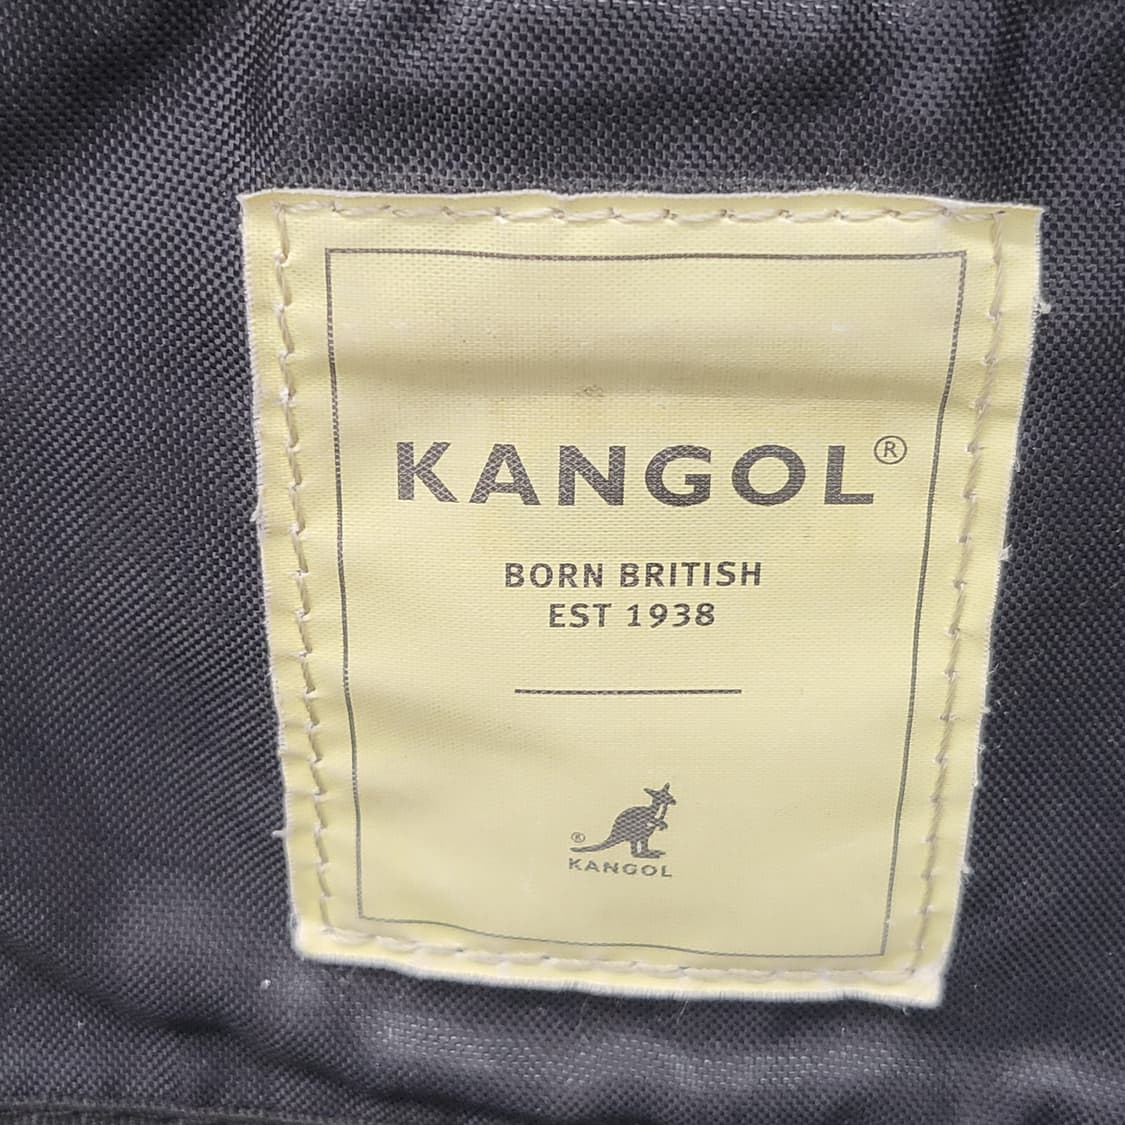 KANGOL®
BORN BRITISH
EST 1938
®
KANGOL